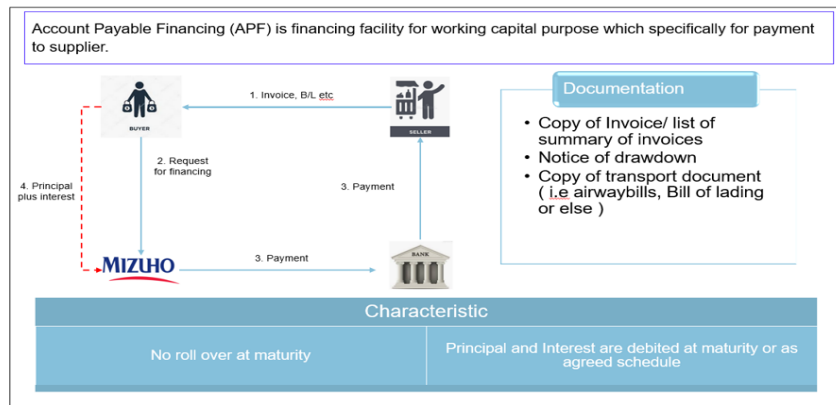 Account Payable Financing (APF) is financing facility for working capital purpose which specifically for payment
to supplier.
1. Invoice, B/L etc
BUYER
SELLER
2. Request
for financing
3. Payment
4. Principal
plus interest
MIZUHO
3. Payment
BANK
Documentation
• Copy of Invoice/ list of
summary of invoices
• Notice of drawdown
• Copy of transport document
( i.e airwaybills, Bill of lading
or else )
Characteristic
No roll over at maturity
Principal and Interest are debited at maturity or as
agreed schedule